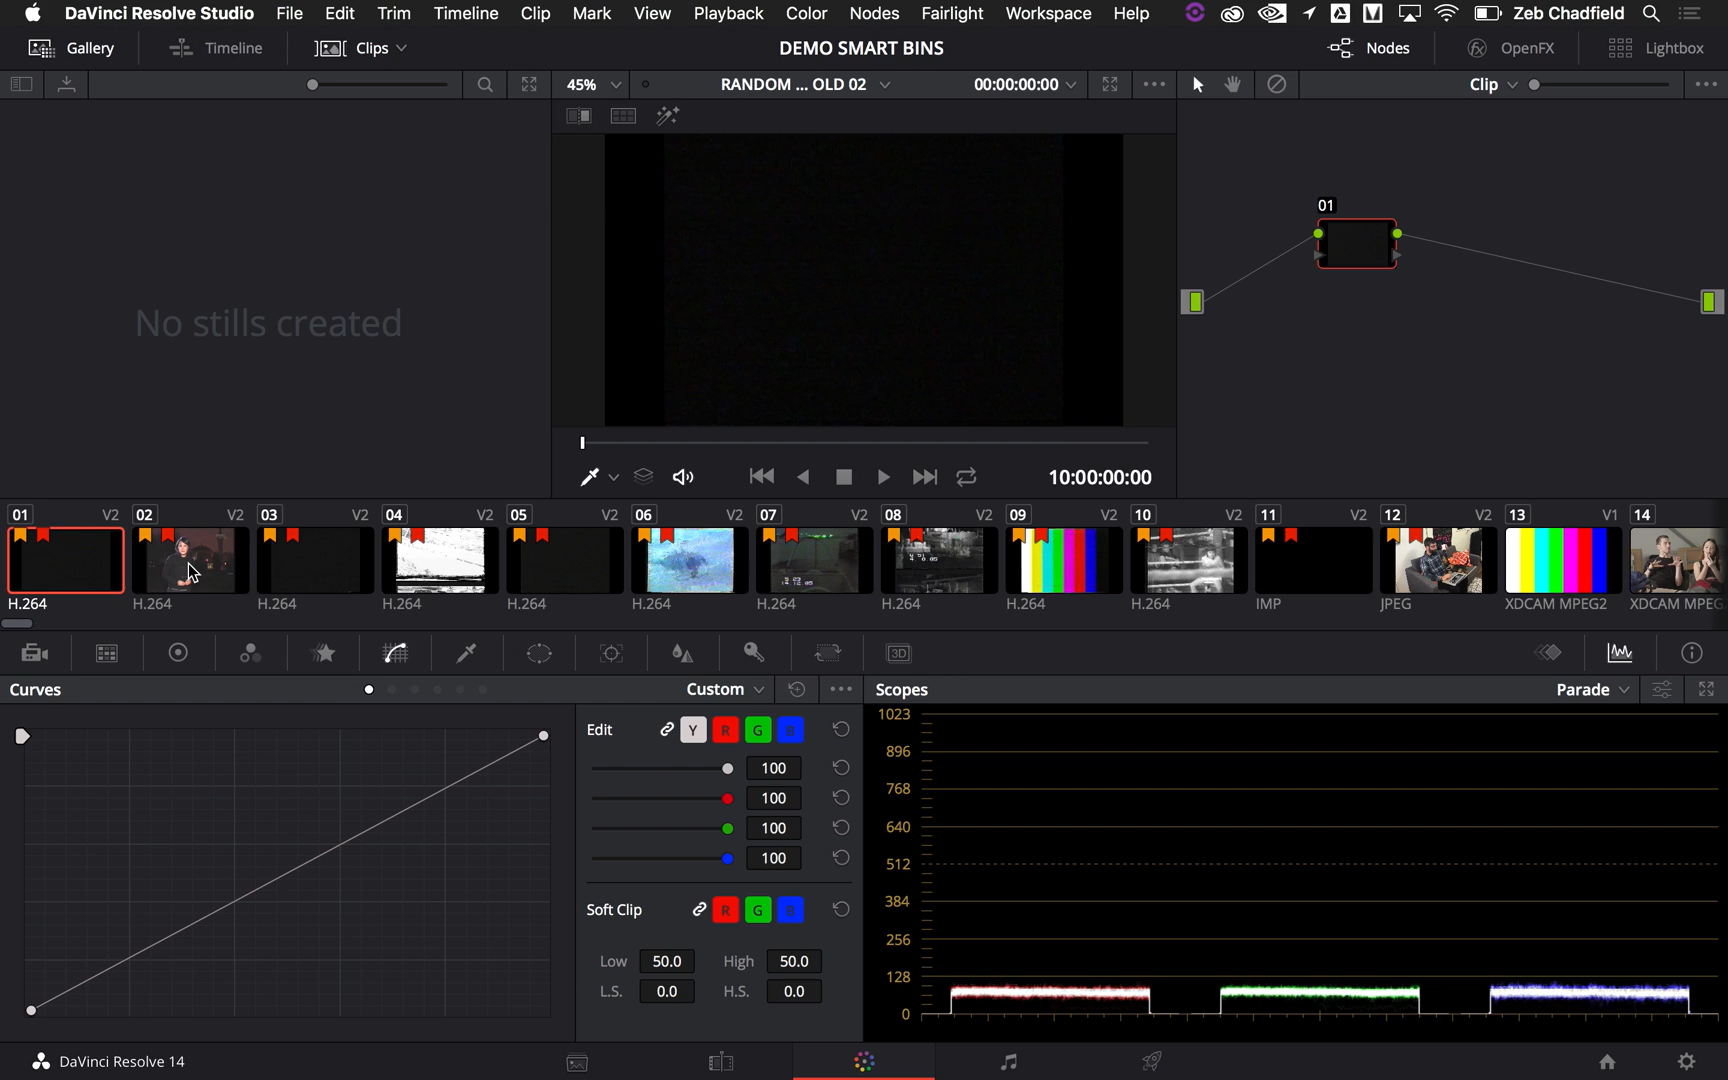 DaVinci Resolve Studio File Edit Trim Timeline Clip Mark View Playback Color Nodes Fairlight Workspace Help Zeb Chadfield
Gallery Timeline Clips DEMO SMART BINS Nodes OpenFX Lightbox
45% RANDOM ... OLD 02 00:00:00:00 Clip
01
No stills created
10:00:00:00
01 V2 02 V2 03 V2 04 V2 05 V2 06 V2 07 V2 08 V2 09 V2 10 V2 11 V2 12 V2 13 V1 14
H.264 H.264 H.264 H.264 H.264 H.264 H.264 H.264 H.264 H.264 IMP JPEG XDCAM MPEG2 XDCAM MPEG
3D
Curves Custom Scopes Parade
Edit Y R G B
100
100
100
100
Soft Clip R G B
Low 50.0 High 50.0
L.S. 0.0 H.S. 0.0
1023
896
768
640
512
384
256
128
0
DaVinci Resolve 14